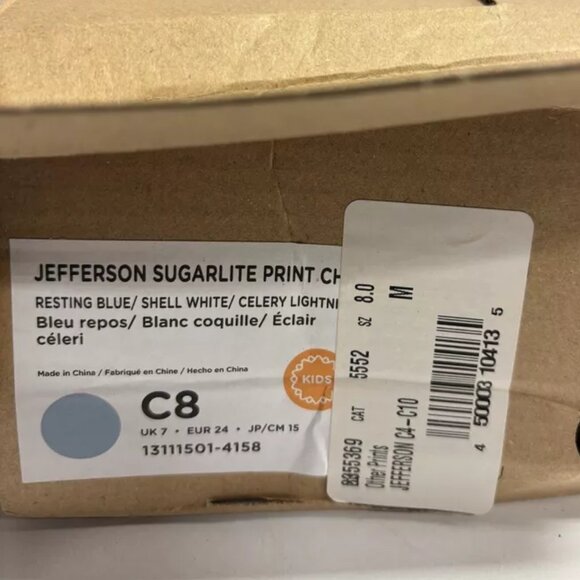 JEFFERSON SUGARLITE PRINT CH
RESTING BLUE/ SHELL WHITE/ CELERY LIGHTNI
Bleu repos/ Blanc coquille/ Éclair
céleri
Made in China / Fabriqué en Chine / Hecho en China
KIDS
C8
UK 7 • EUR 24 • JP/CM 15
13111501-4158
CAT 5552 SZ 8.0
Other Prints M
JEFFERSON C4-C10
4 50003 10413 5